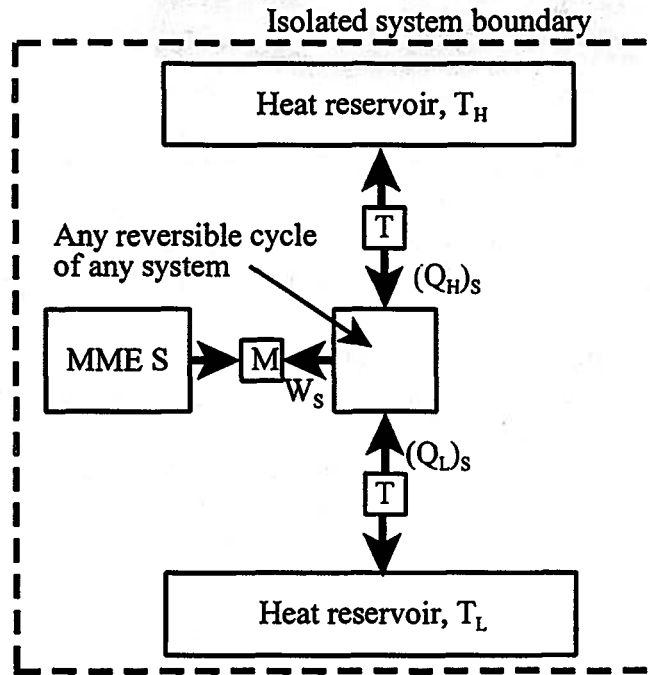 Isolated system boundary
Heat reservoir, T_H
T
Any reversible cycle
of any system
(Q_H)_S
MME S
M
W_S
(Q_L)_S
T
Heat reservoir, T_L